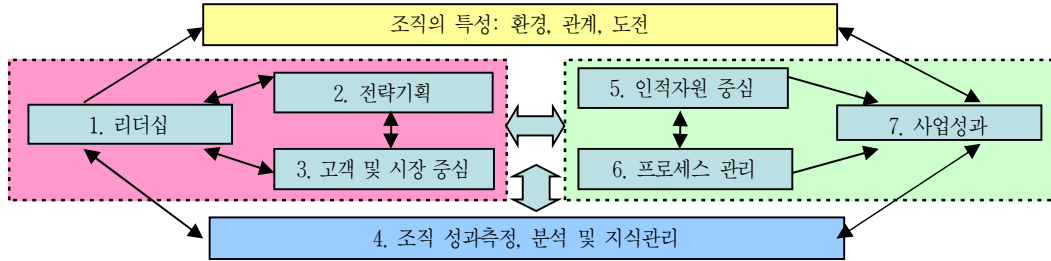 조직의 특성: 환경, 관계, 도전
1. 리더십
2. 전략기획
3. 고객 및 시장 중심
5. 인적자원 중심
6. 프로세스 관리
7. 사업성과
4. 조직 성과측정, 분석 및 지식관리